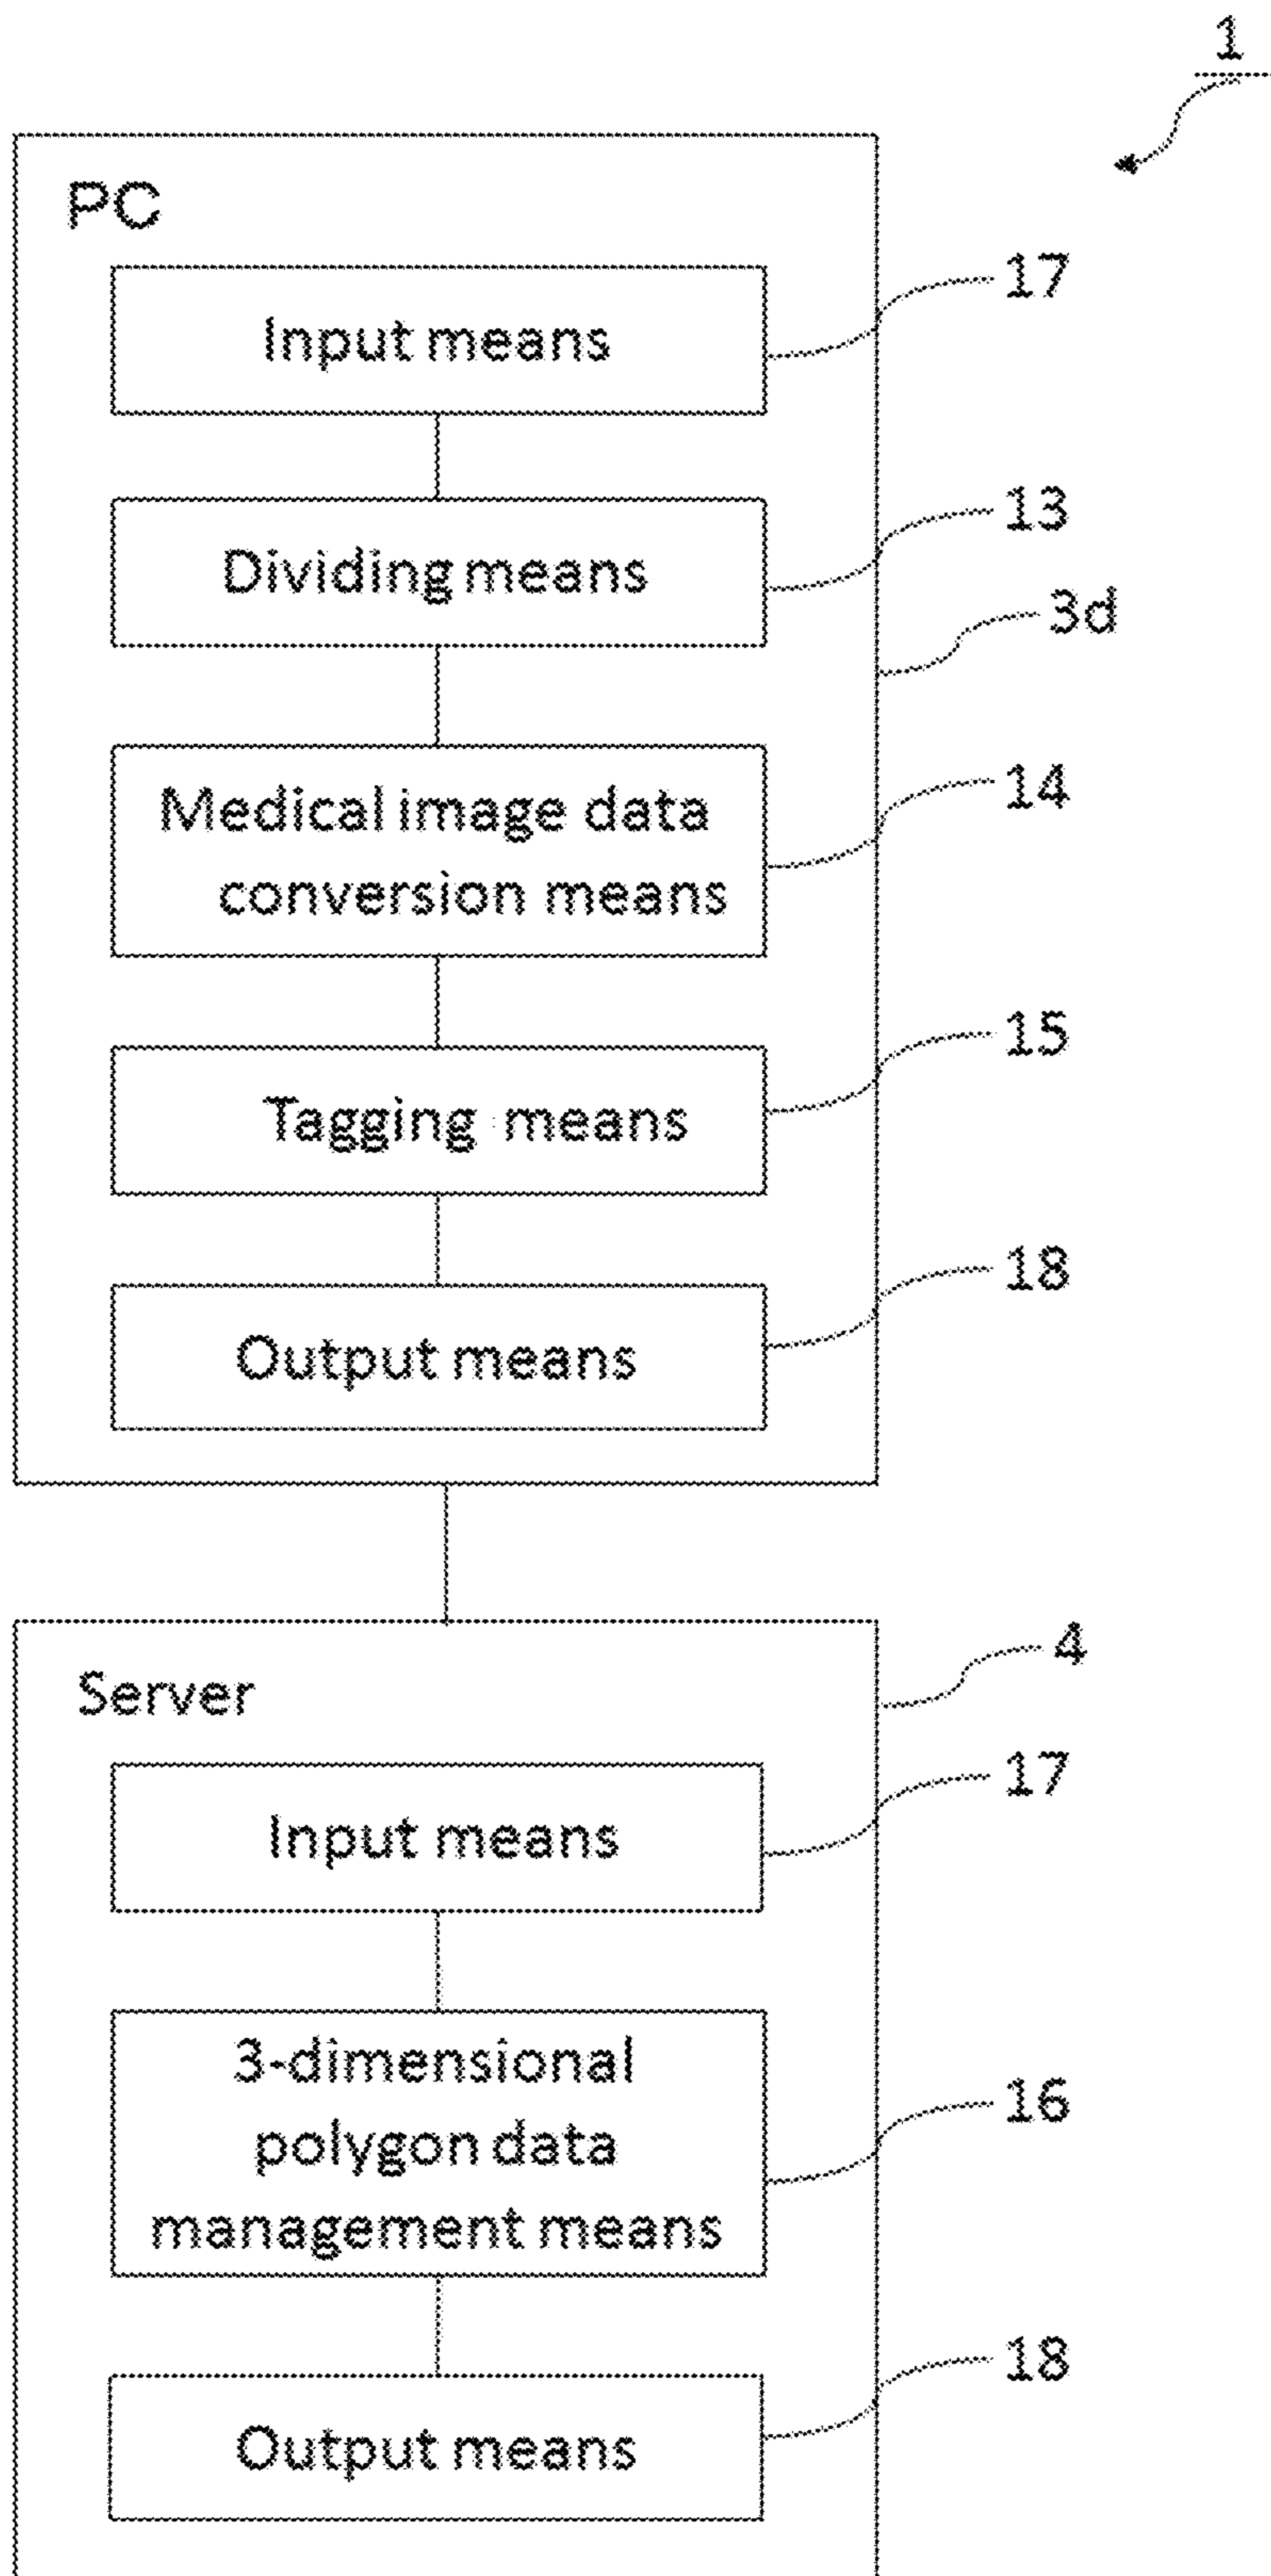 1
PC
Input means
17
Dividing means
13
3d
Medical image data
conversion means
14
Tagging means
15
Output means
18
Server
4
Input means
17
3-dimensional
polygon data
management means
16
Output means
18